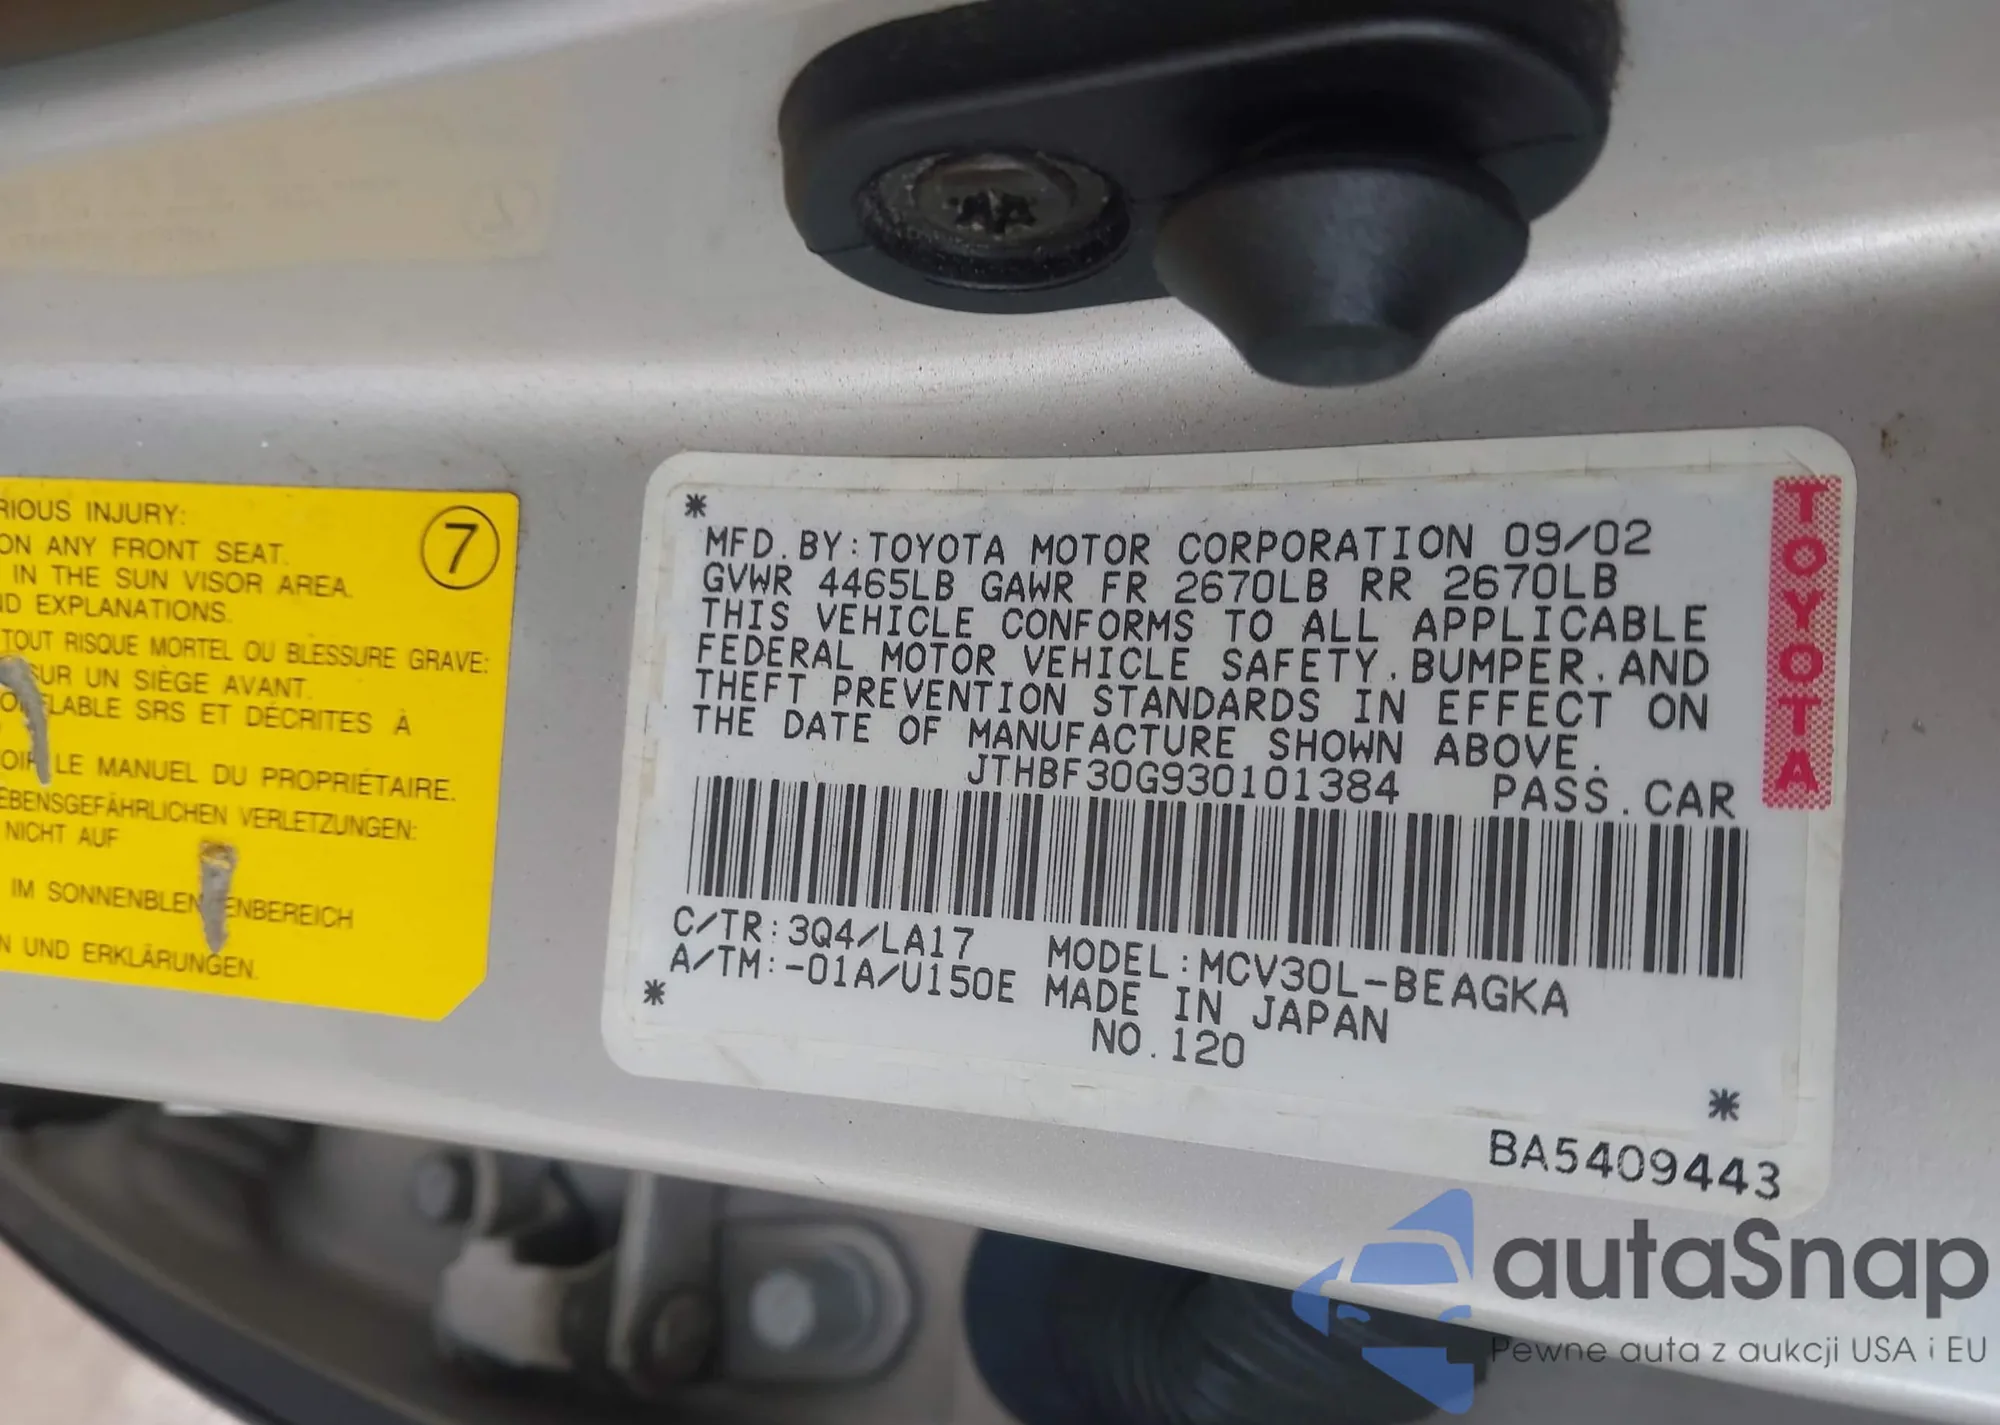 RIOUS INJURY:
ON ANY FRONT SEAT.
IN THE SUN VISOR AREA.
ND EXPLANATIONS.
TOUT RISQUE MORTEL OU BLESSURE GRAVE:
SUR UN SIÈGE AVANT.
FLABLE SRS ET DÉCRITES À
LE MANUEL DU PROPRIÉTAIRE.
EBENSGEFÄHRLICHEN VERLETZUNGEN:
NICHT AUF
IM SONNENBLEN ENBEREICH
N UND ERKLÄRUNGEN.
7
*
MFD.BY:TOYOTA MOTOR CORPORATION 09/02
GVWR 4465LB GAWR FR 2670LB RR 2670LB
THIS VEHICLE CONFORMS TO ALL APPLICABLE
FEDERAL MOTOR VEHICLE SAFETY.BUMPER.AND
THEFT PREVENTION STANDARDS IN EFFECT ON
THE DATE OF MANUFACTURE SHOWN ABOVE.
JTHBF30G930101384 PASS.CAR
C/TR:3Q4/LA17 MODEL:MCV30L-BEAGKA
A/TM:-01A/U150E MADE IN JAPAN
* NO.120
*
BA5409443
TOYOTA
autaSnap
Pewne auta z aukcji USA i EU